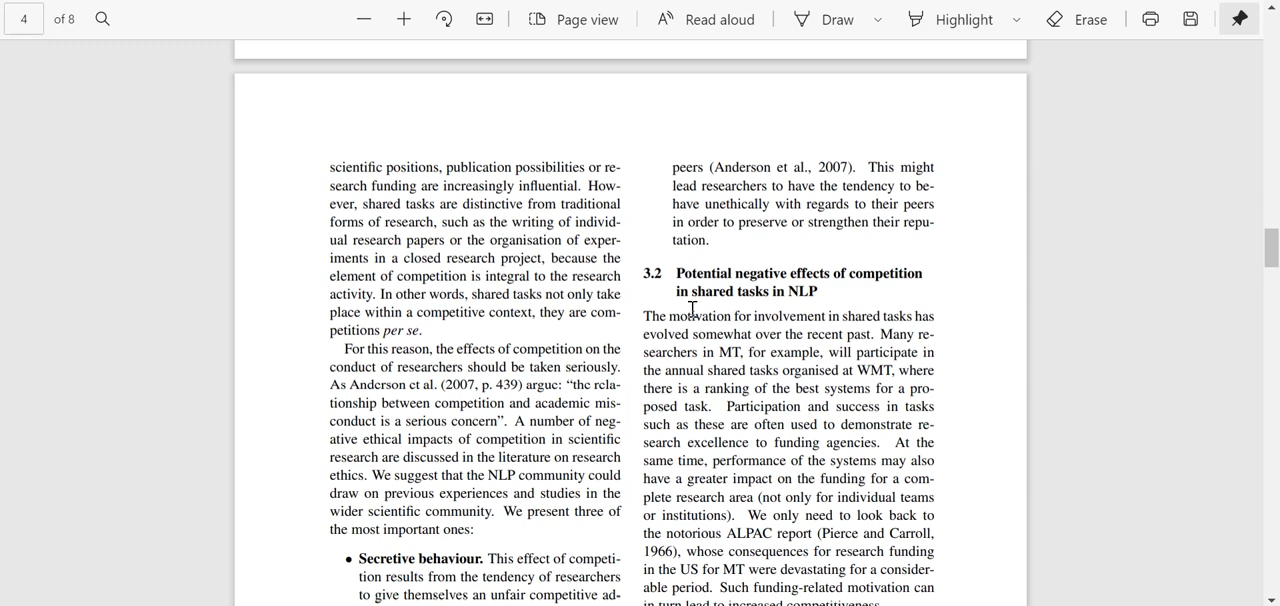 4 of 8 Page view Read aloud Draw Highlight Erase
scientific positions, publication possibilities or re-
search funding are increasingly influential. How-
ever, shared tasks are distinctive from traditional
forms of research, such as the writing of individ-
ual research papers or the organisation of exper-
iments in a closed research project, because the
element of competition is integral to the research
activity. In other words, shared tasks not only take
place within a competitive context, they are com-
petitions per se.
For this reason, the effects of competition on the
conduct of researchers should be taken seriously.
As Anderson et al. (2007, p. 439) argue: “the rela-
tionship between competition and academic mis-
conduct is a serious concern”. A number of neg-
ative ethical impacts of competition in scientific
research are discussed in the literature on research
ethics. We suggest that the NLP community could
draw on previous experiences and studies in the
wider scientific community. We present three of
the most important ones:
• Secretive behaviour. This effect of competi-
tion results from the tendency of researchers
to give themselves an unfair competitive ad-
peers (Anderson et al., 2007). This might
lead researchers to have the tendency to be-
have unethically with regards to their peers
in order to preserve or strengthen their repu-
tation.
3.2 Potential negative effects of competition
in shared tasks in NLP
The motivation for involvement in shared tasks has
evolved somewhat over the recent past. Many re-
searchers in MT, for example, will participate in
the annual shared tasks organised at WMT, where
there is a ranking of the best systems for a pro-
posed task. Participation and success in tasks
such as these are often used to demonstrate re-
search excellence to funding agencies. At the
same time, performance of the systems may also
have a greater impact on the funding for a com-
plete research area (not only for individual teams
or institutions). We only need to look back to
the notorious ALPAC report (Pierce and Carroll,
1966), whose consequences for research funding
in the US for MT were devastating for a consider-
able period. Such funding-related motivation can
in turn lead to increased competitiveness.